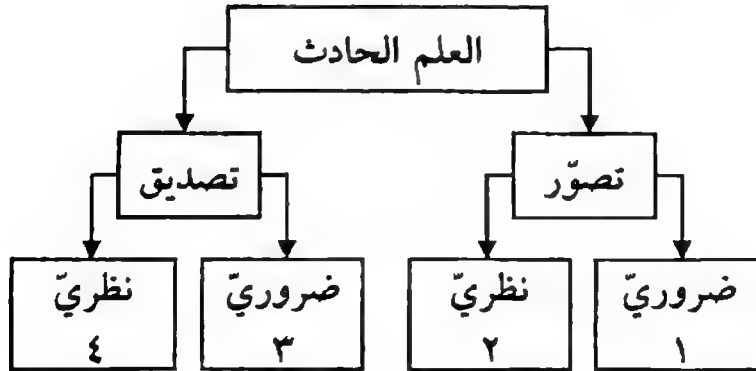 العلم الحادث
تصوّر
تصديق
ضروريّ
١
نظريّ
٢
ضروريّ
٣
نظريّ
٤